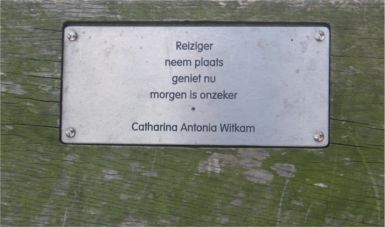 Reiziger
neem plaats
geniet nu
morgen is onzeker
*
Catharina Antonia Witkam